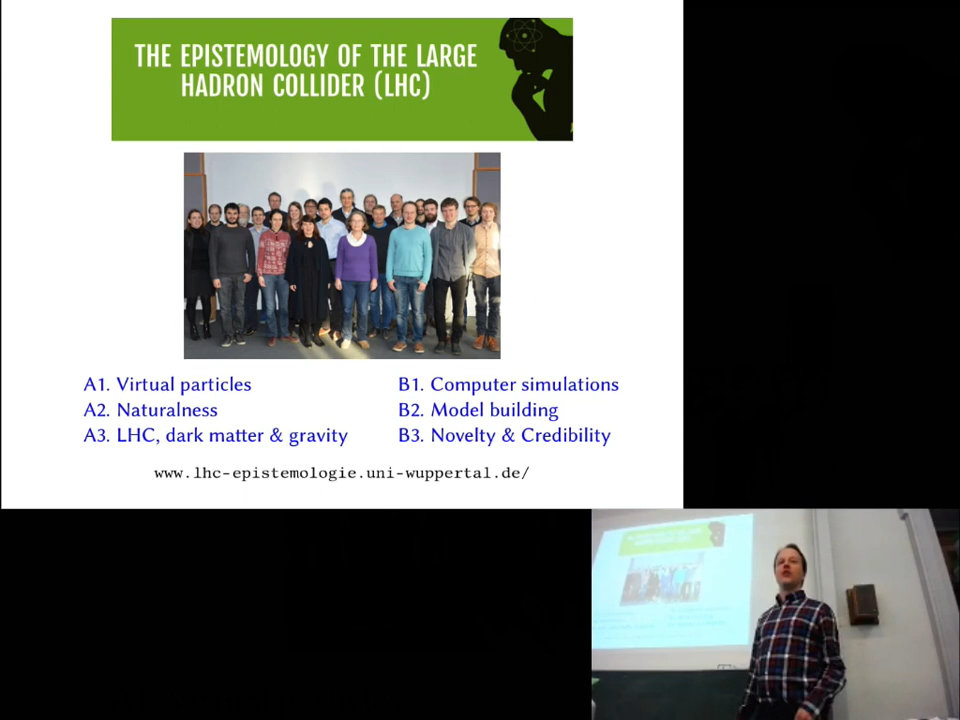 THE EPISTEMOLOGY OF THE LARGE
HADRON COLLIDER (LHC)
A1. Virtual particles
A2. Naturalness
A3. LHC, dark matter & gravity
B1. Computer simulations
B2. Model building
B3. Novelty & Credibility
www.lhc-epistemologie.uni-wuppertal.de/